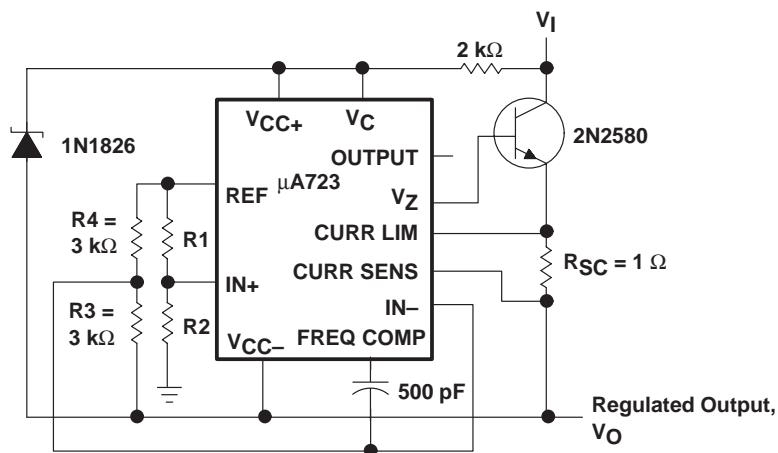 VI
2 kΩ
VCC+
VC
1N1826
2N2580
OUTPUT
REF
μA723
VZ
R4 =
3 kΩ
R1
CURR LIM
CURR SENS
RSC = 1 Ω
IN+
IN–
R3 =
3 kΩ
R2
FREQ COMP
VCC–
500 pF
Regulated Output,
VO